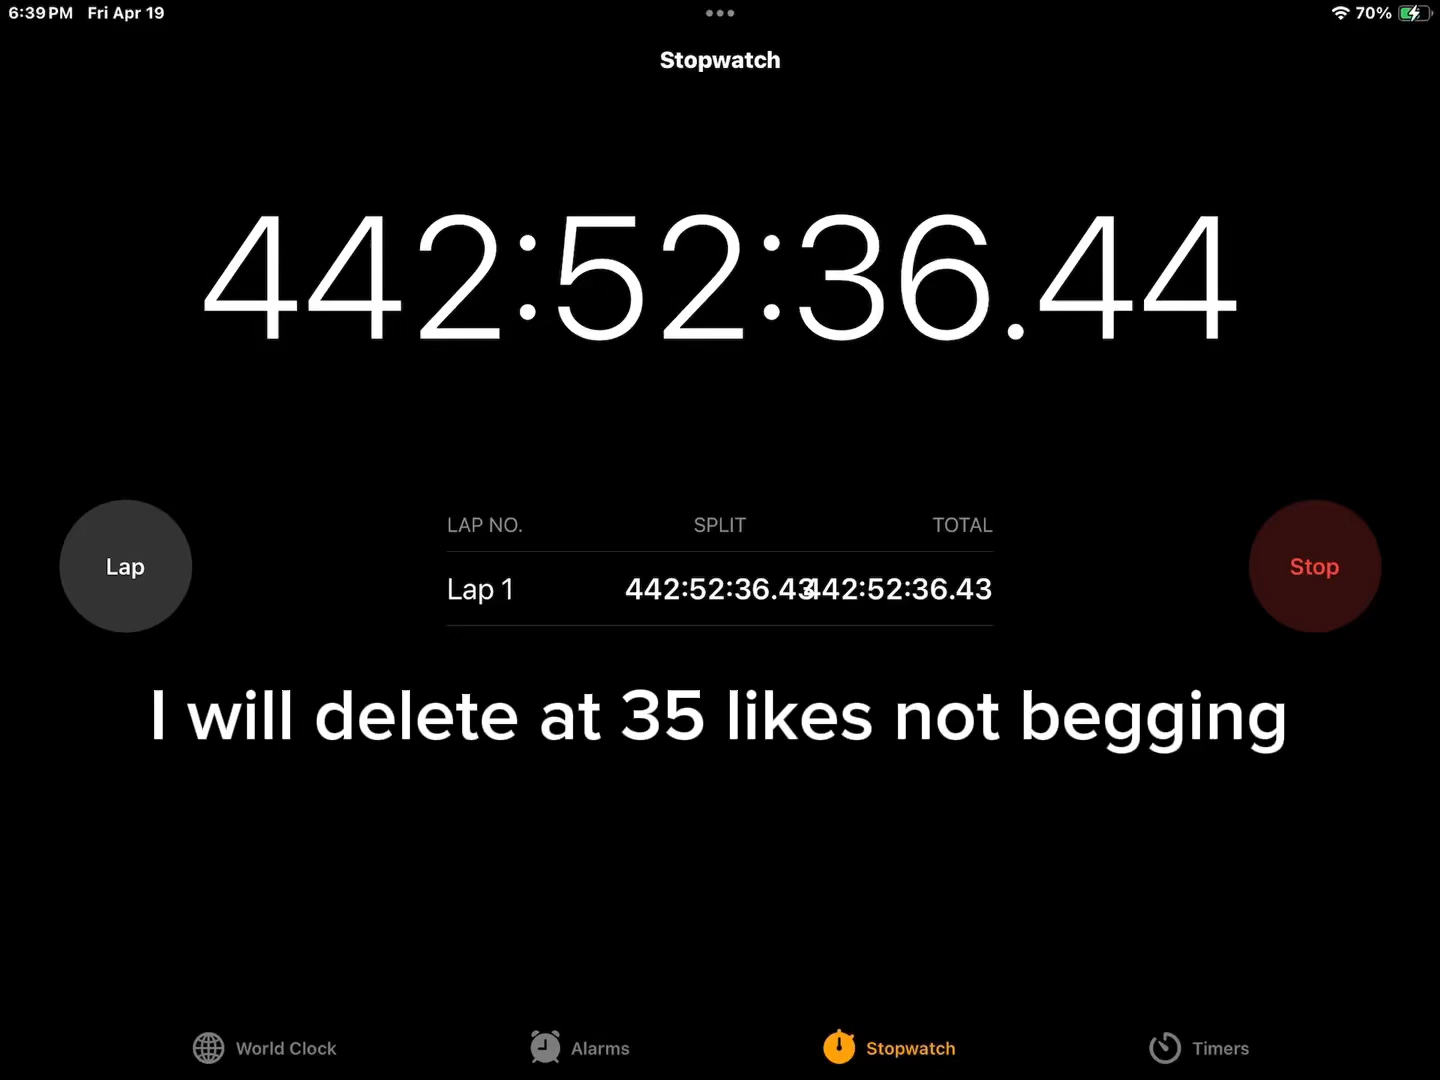 6:39 PM Fri Apr 19
70%
Stopwatch
442:52:36.44
LAP NO. SPLIT TOTAL
Lap
Lap 1 442:52:36.43 442:52:36.43
Stop
I will delete at 35 likes not begging
World Clock Alarms Stopwatch Timers